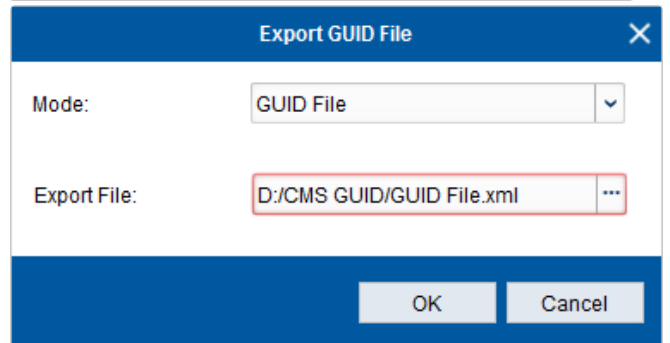 Export GUID File
Mode:
GUID File
Export File:
D:/CMS GUID/GUID File.xml
...
OK
Cancel